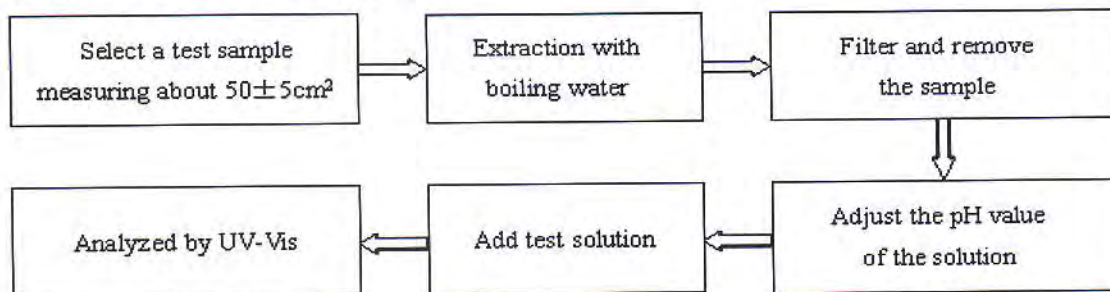 Select a test sample
measuring about 50±5cm²
Extraction with
boiling water
Filter and remove
the sample
Adjust the pH value
of the solution
Add test solution
Analyzed by UV-Vis